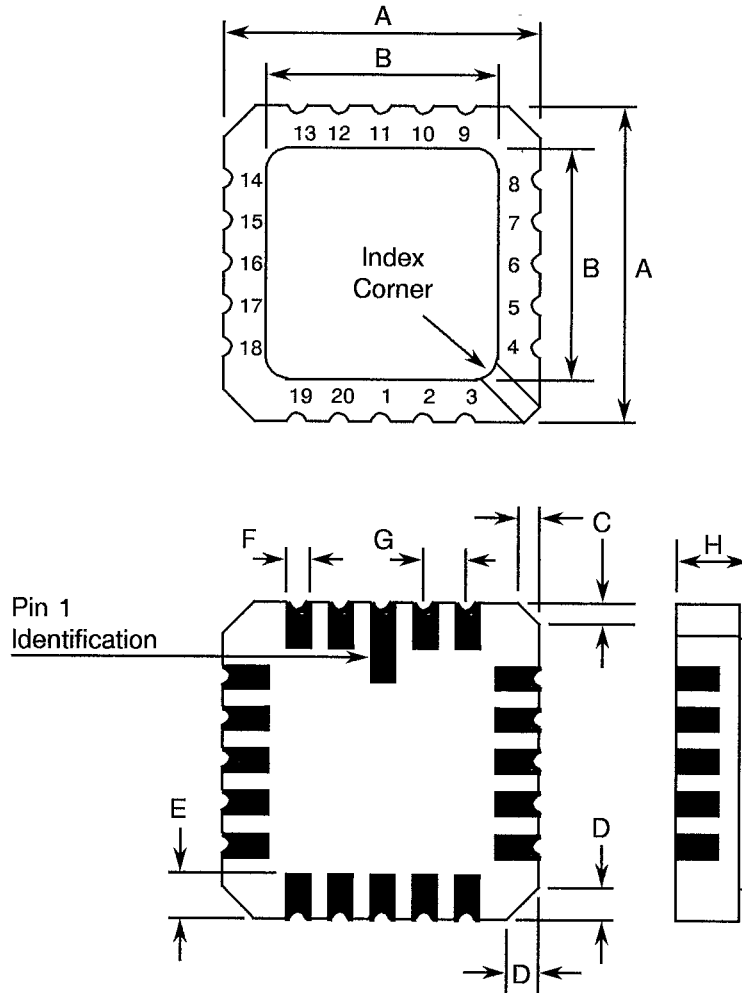 A
B
13 12 11 10 9
14 8
15 7
16 6
17 5
18 4
Index
Corner
B A
19 20 1 2 3
F G C H
Pin 1
Identification
E D
D